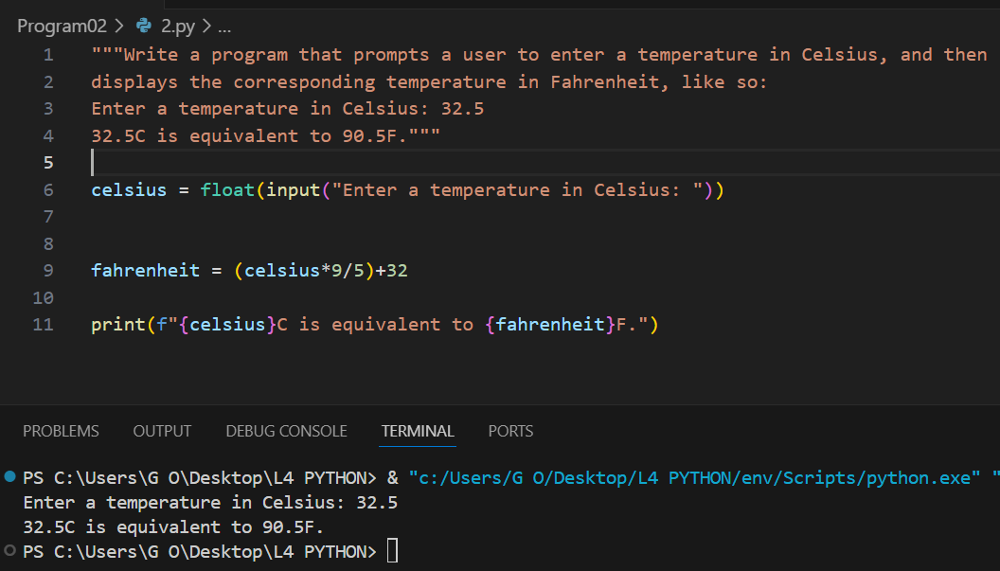 Program02 > 2.py > ...
1 """Write a program that prompts a user to enter a temperature in Celsius, and then
2 displays the corresponding temperature in Fahrenheit, like so:
3 Enter a temperature in Celsius: 32.5
4 32.5C is equivalent to 90.5F."""
5
6 celsius = float(input("Enter a temperature in Celsius: "))
7
8
9 fahrenheit = (celsius*9/5)+32
10
11 print(f"{celsius}C is equivalent to {fahrenheit}F.")
PROBLEMS OUTPUT DEBUG CONSOLE TERMINAL PORTS
PS C:\Users\G O\Desktop\L4 PYTHON> & "c:/Users/G O/Desktop/L4 PYTHON/env/Scripts/python.exe" "
Enter a temperature in Celsius: 32.5
32.5C is equivalent to 90.5F.
PS C:\Users\G O\Desktop\L4 PYTHON>